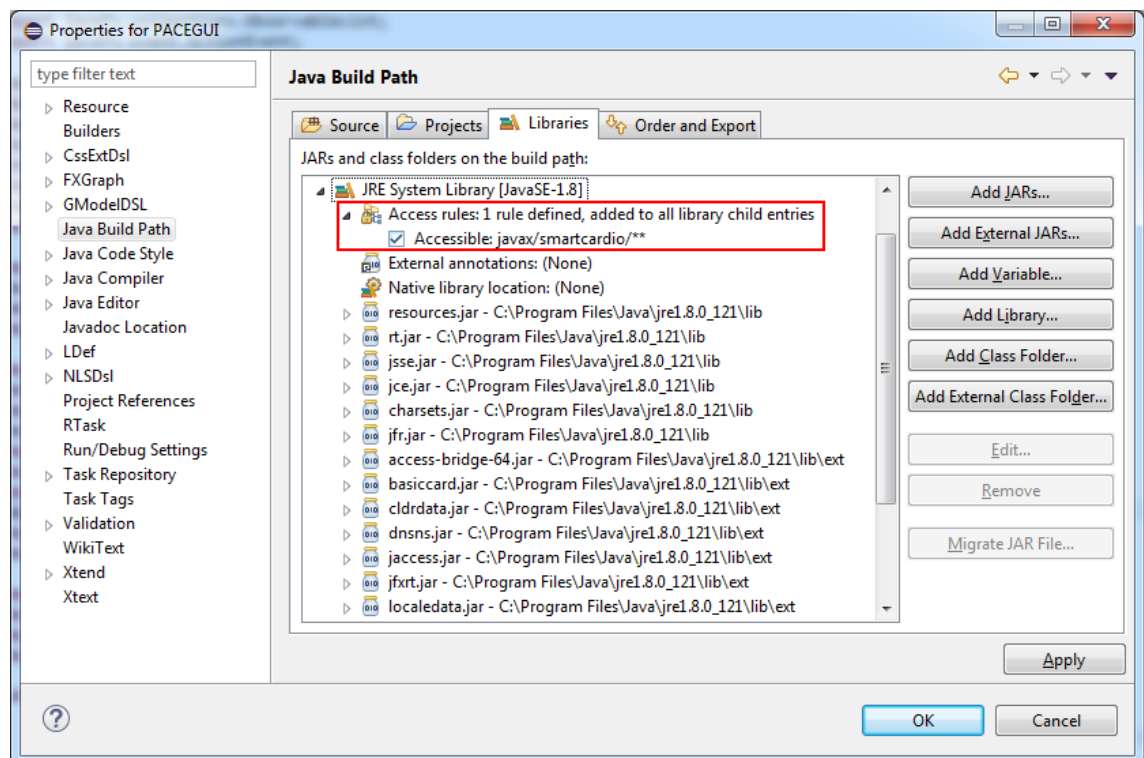 Properties for PACEGUI
type filter text
Resource
Builders
CssExtDsl
FXGraph
GModelDSL
Java Build Path
Java Code Style
Java Compiler
Java Editor
Javadoc Location
LDef
NLSDsl
Project References
RTask
Run/Debug Settings
Task Repository
Task Tags
Validation
WikiText
Xtend
Xtext
Java Build Path
Source Projects Libraries Order and Export
JARs and class folders on the build path:
JRE System Library [JavaSE-1.8]
Access rules: 1 rule defined, added to all library child entries
Accessible: javax/smartcardio/**
External annotations: (None)
Native library location: (None)
resources.jar - C:\Program Files\Java\jre1.8.0_121\lib
rt.jar - C:\Program Files\Java\jre1.8.0_121\lib
jsse.jar - C:\Program Files\Java\jre1.8.0_121\lib
jce.jar - C:\Program Files\Java\jre1.8.0_121\lib
charsets.jar - C:\Program Files\Java\jre1.8.0_121\lib
jfr.jar - C:\Program Files\Java\jre1.8.0_121\lib
access-bridge-64.jar - C:\Program Files\Java\jre1.8.0_121\lib\ext
basiccard.jar - C:\Program Files\Java\jre1.8.0_121\lib\ext
cldrdata.jar - C:\Program Files\Java\jre1.8.0_121\lib\ext
dnsns.jar - C:\Program Files\Java\jre1.8.0_121\lib\ext
jaccess.jar - C:\Program Files\Java\jre1.8.0_121\lib\ext
jfxrt.jar - C:\Program Files\Java\jre1.8.0_121\lib\ext
localedata.jar - C:\Program Files\Java\jre1.8.0_121\lib\ext
Add JARs...
Add External JARs...
Add Variable...
Add Library...
Add Class Folder...
Add External Class Folder...
Edit...
Remove
Migrate JAR File...
Apply
OK
Cancel